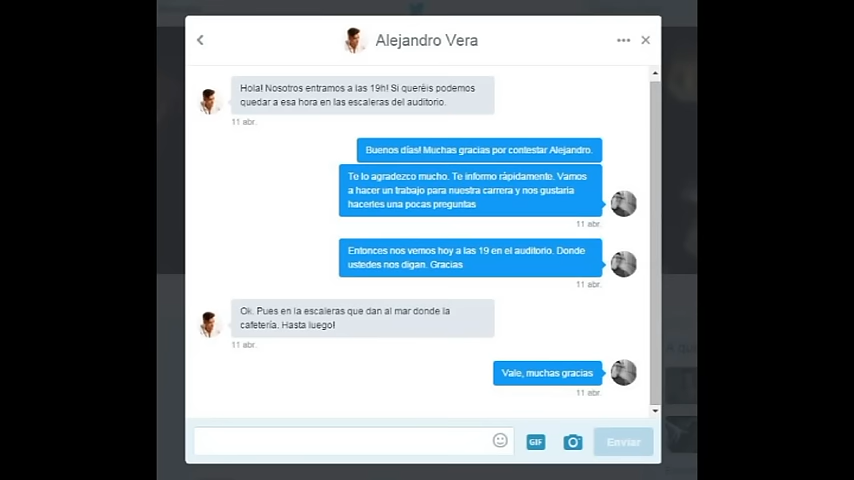 Alejandro Vera
Hola! Nosotros entramos a las 19h! Si queréis podemos
quedar a esa hora en las escaleras del auditorio.
11 abr.
Buenos días! Muchas gracias por contestar Alejandro.
Te lo agradezco mucho. Te informo ràpidamente. Vamos
a hacer un trabajo para nuestra carrera y nos gustaría
hacerles una pocas preguntas
11 abr.
Entonces nos vemos hoy a las 19 en el auditorio. Donde
ustedes nos digan. Gracias
11 abr.
Ok. Pues en la escaleras que dan al mar donde la
cafetería. Hasta luego!
11 abr.
Vale, muchas gracias
11 abr.
GIF
Enviar